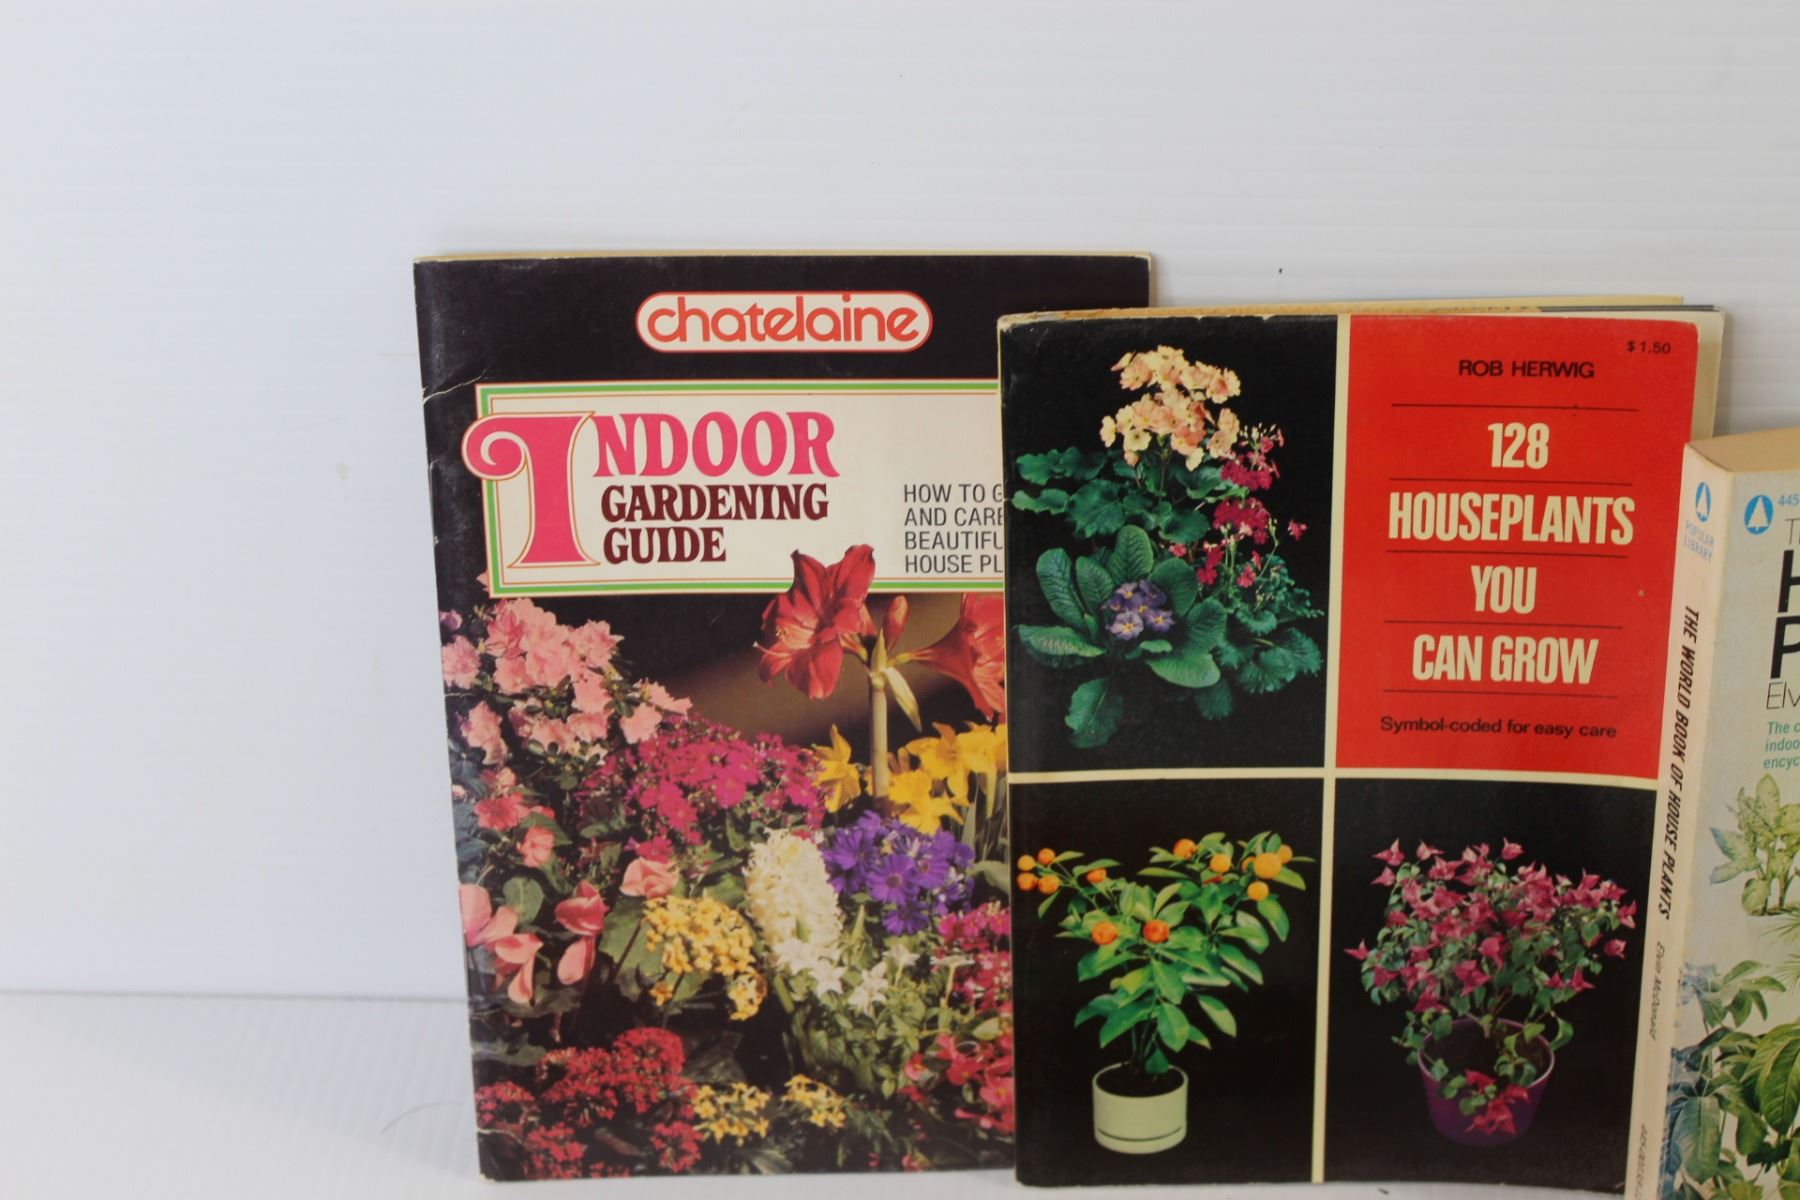 chatelaine
INDOOR
GARDENING
GUIDE
HOW TO G
AND CARE
BEAUTIFU
HOUSE PL
$1.50
ROB HERWIG
128
HOUSEPLANTS
YOU
CAN GROW
Symbol-coded for easy care
POPULAR
LIBRARY
THE WORLD BOOK OF HOUSE PLANTS
Elvin McDonald
445
T
H
P
Elv
The c
indoo
encyc